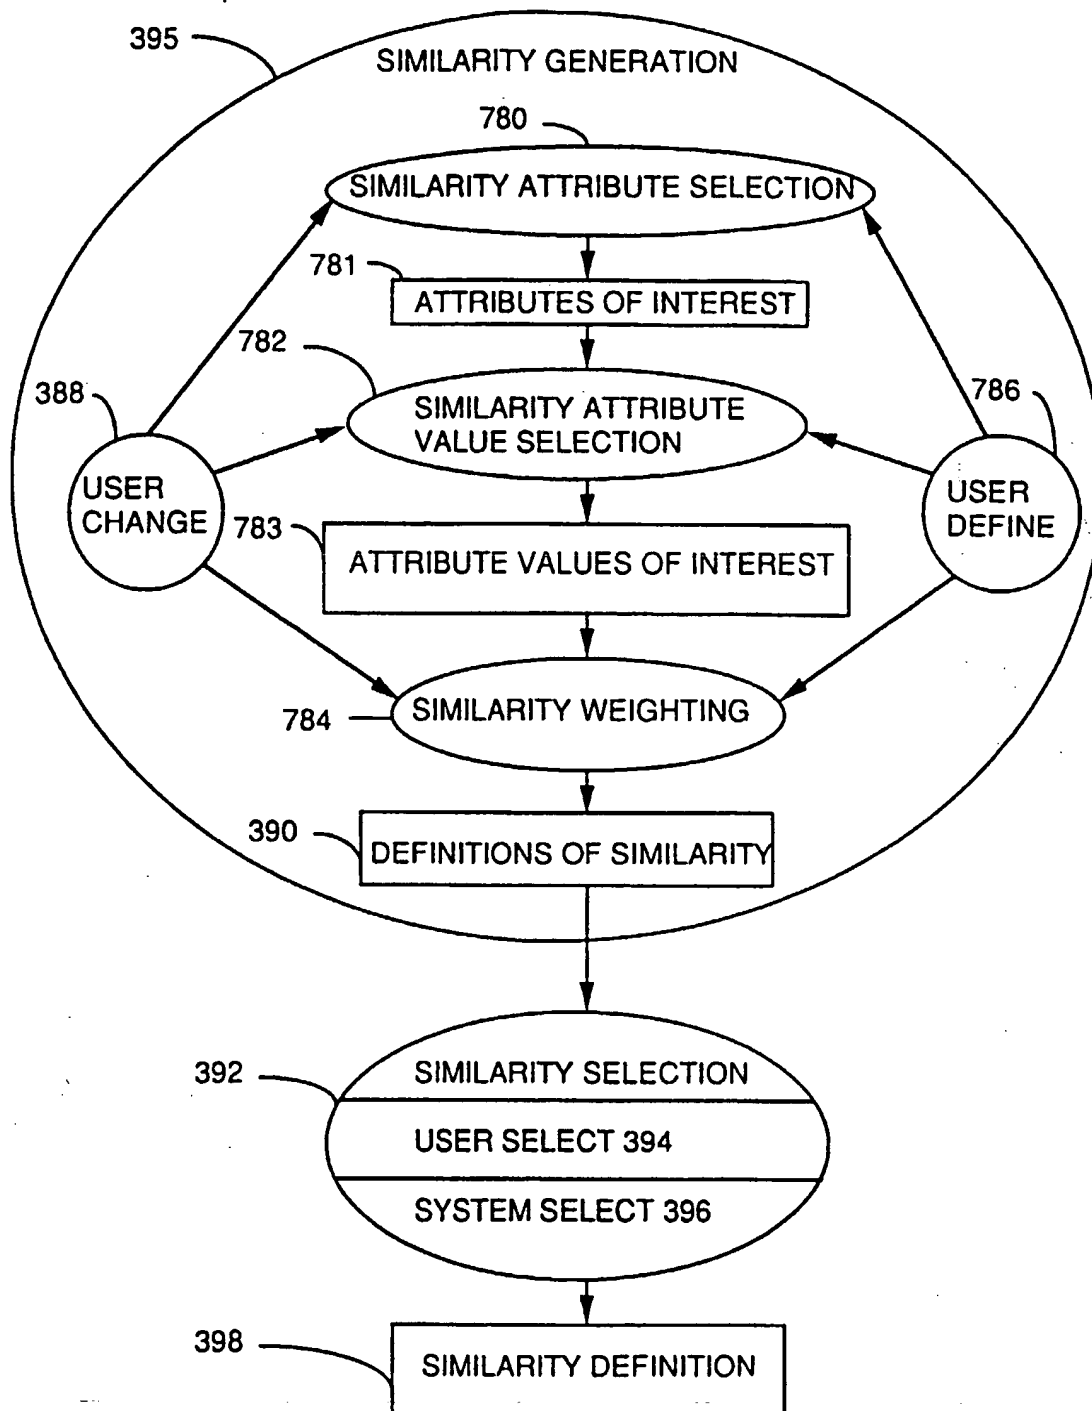 395
SIMILARITY GENERATION
780
SIMILARITY ATTRIBUTE SELECTION
781
ATTRIBUTES OF INTEREST
782
SIMILARITY ATTRIBUTE
VALUE SELECTION
388
USER
CHANGE
786
USER
DEFINE
783
ATTRIBUTE VALUES OF INTEREST
784
SIMILARITY WEIGHTING
390
DEFINITIONS OF SIMILARITY
392
SIMILARITY SELECTION
USER SELECT 394
SYSTEM SELECT 396
398
SIMILARITY DEFINITION